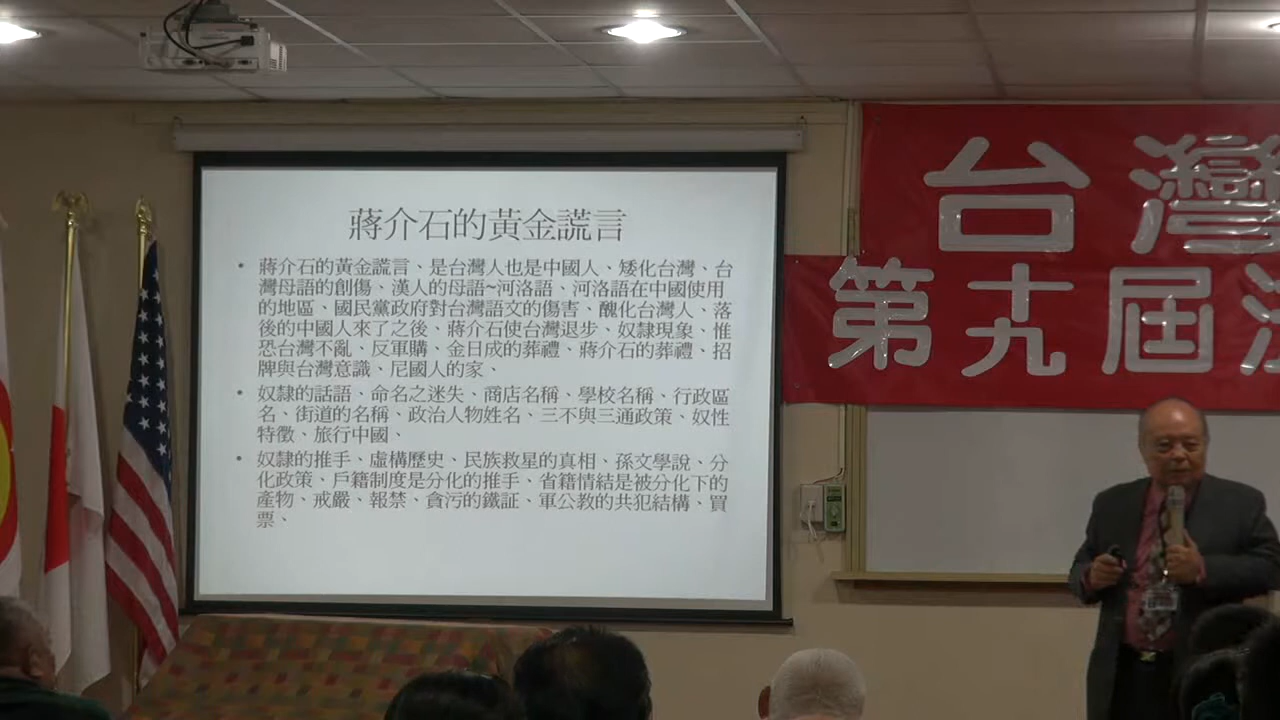 蔣介石的黃金謊言
• 蔣介石的黃金謊言、是台灣人也是中國人、矮化台灣、台
灣母語的創傷、漢人的母語~河洛語、河洛語在中國使用
的地區、國民黨政府對台灣語文的傷害、醜化台灣人、落
後的中國人來了之後、蔣介石使台灣退步、奴隸現象、惟
恐台灣不亂、反軍購、金日成的葬禮、蔣介石的葬禮、招
牌與台灣意識、尼國人的家、
• 奴隸的話語、命名之迷失、商店名稱、學校名稱、行政區
名、街道的名稱、政治人物姓名、三不與三通政策、奴性
特徵、旅行中國、
• 奴隸的推手、虛構歷史、民族救星的真相、孫文學說、分
化政策、戶籍制度是分化的推手、省籍情結是被分化下的
產物、戒嚴、報禁、貪污的鐵証、軍公教的共犯結構、買
票、
台灣
第十九屆